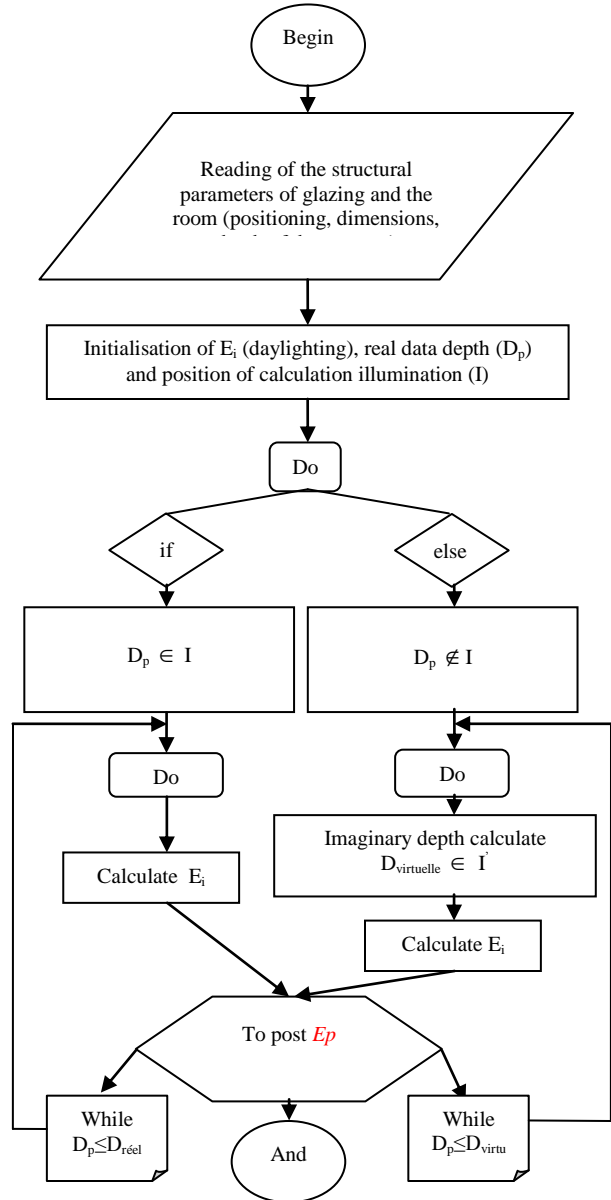 Begin
Reading of the structural
parameters of glazing and the
room (positioning, dimensions,
Initialisation of Ei (daylighting), real data depth (Dp)
and position of calculation illumination (I)
Do
if
else
Dp ∈ I
Dp ∉ I
Do
Do
Imaginary depth calculate
Dvirtuelle ∈ I'
Calculate Ei
Calculate Ei
To post Ep
While
Dp≤Dréel
While
Dp≤Dvirtu
And